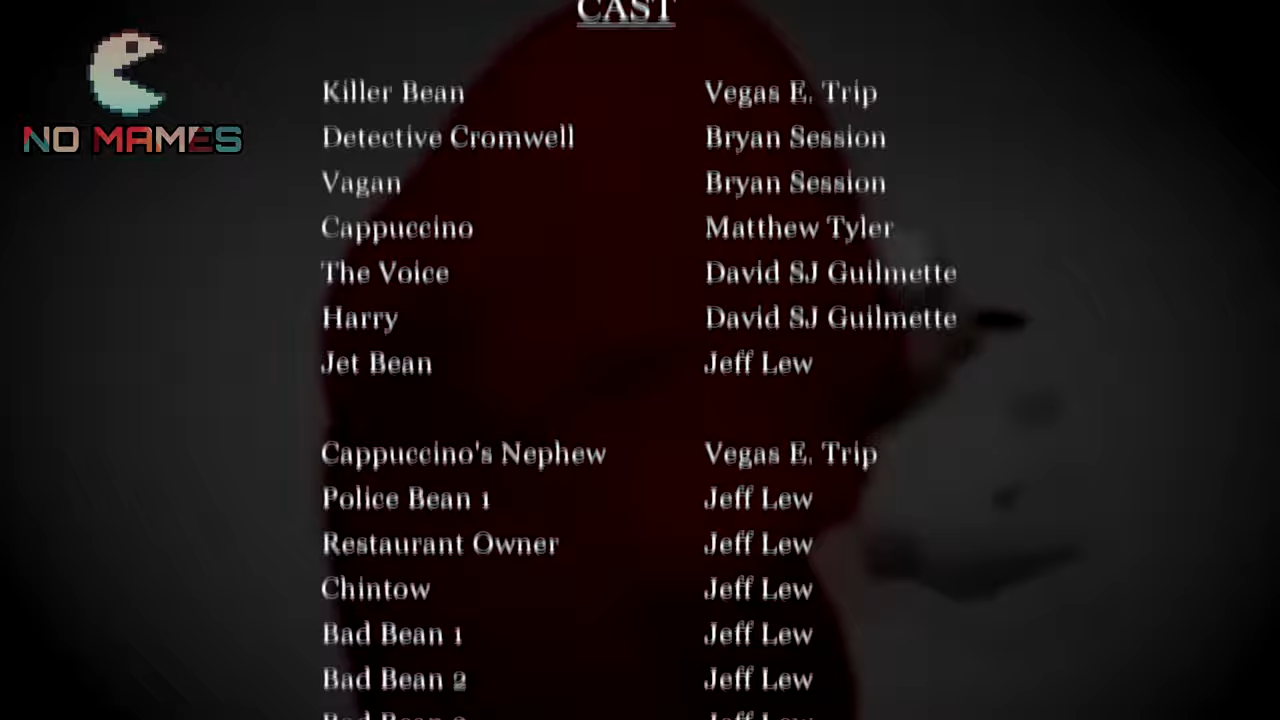 CAST
NO MAMES
Killer Bean Vegas E. Trip
Detective Cromwell Bryan Session
Vagan Bryan Session
Cappuccino Matthew Tyler
The Voice David SJ Guilmette
Harry David SJ Guilmette
Jet Bean Jeff Lew
Cappuccino's Nephew Vegas E. Trip
Police Bean 1 Jeff Lew
Restaurant Owner Jeff Lew
Chintow Jeff Lew
Bad Bean 1 Jeff Lew
Bad Bean 2 Jeff Lew